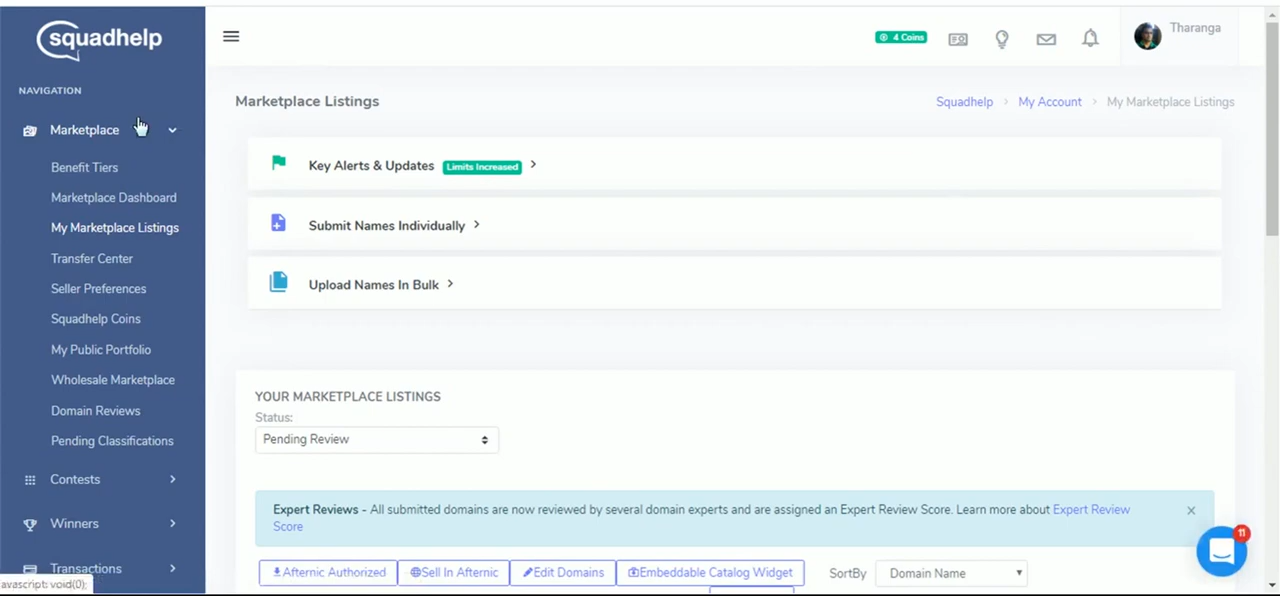 squadhelp
4 Coins
Tharanga
NAVIGATION
Marketplace
Benefit Tiers
Marketplace Dashboard
My Marketplace Listings
Transfer Center
Seller Preferences
Squadhelp Coins
My Public Portfolio
Wholesale Marketplace
Domain Reviews
Pending Classifications
Contests
Winners
Transactions
avascript: void(0);
Marketplace Listings
Squadhelp > My Account > My Marketplace Listings
Key Alerts & Updates Limits Increased >
Submit Names Individually >
Upload Names In Bulk >
YOUR MARKETPLACE LISTINGS
Status:
Pending Review
Expert Reviews - All submitted domains are now reviewed by several domain experts and are assigned an Expert Review Score. Learn more about Expert Review
Score
×
Afternic Authorized Sell In Afternic Edit Domains Embeddable Catalog Widget SortBy Domain Name
11